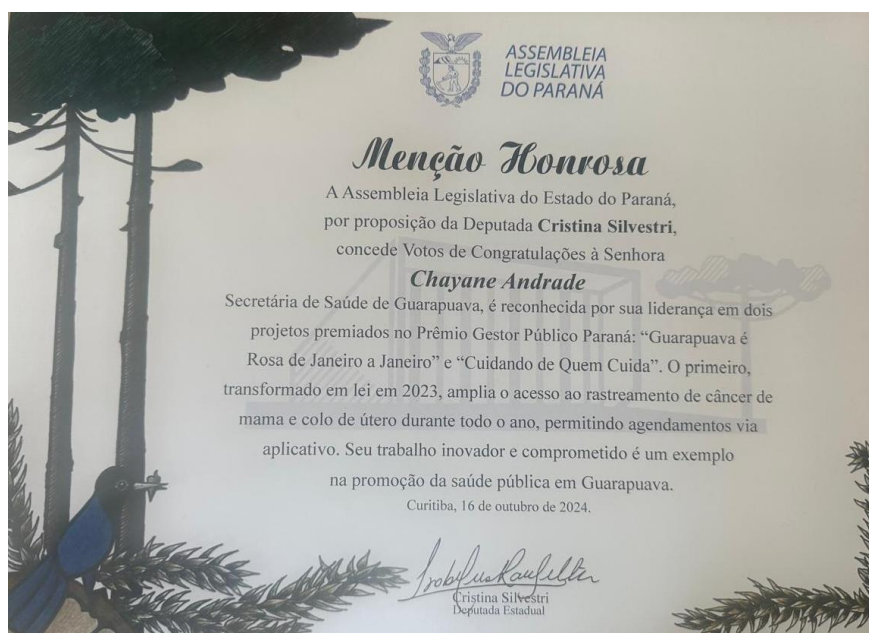 ASSEMBLEIA
LEGISLATIVA
DO PARANÁ
Menção Honrosa
A Assembleia Legislativa do Estado do Paraná,
por proposição da Deputada Cristina Silvestri,
concede Votos de Congratulações à Senhora
Chayane Andrade
Secretária de Saúde de Guarapuava, é reconhecida por sua liderança em dois
projetos premiados no Prêmio Gestor Público Paraná: “Guarapuava é
Rosa de Janeiro a Janeiro” e “Cuidando de Quem Cuida”. O primeiro,
transformado em lei em 2023, amplia o acesso ao rastreamento de câncer de
mama e colo de útero durante todo o ano, permitindo agendamentos via
aplicativo. Seu trabalho inovador e comprometido é um exemplo
na promoção da saúde pública em Guarapuava.
Curitiba, 16 de outubro de 2024.
Cristina Silvestri
Deputada Estadual